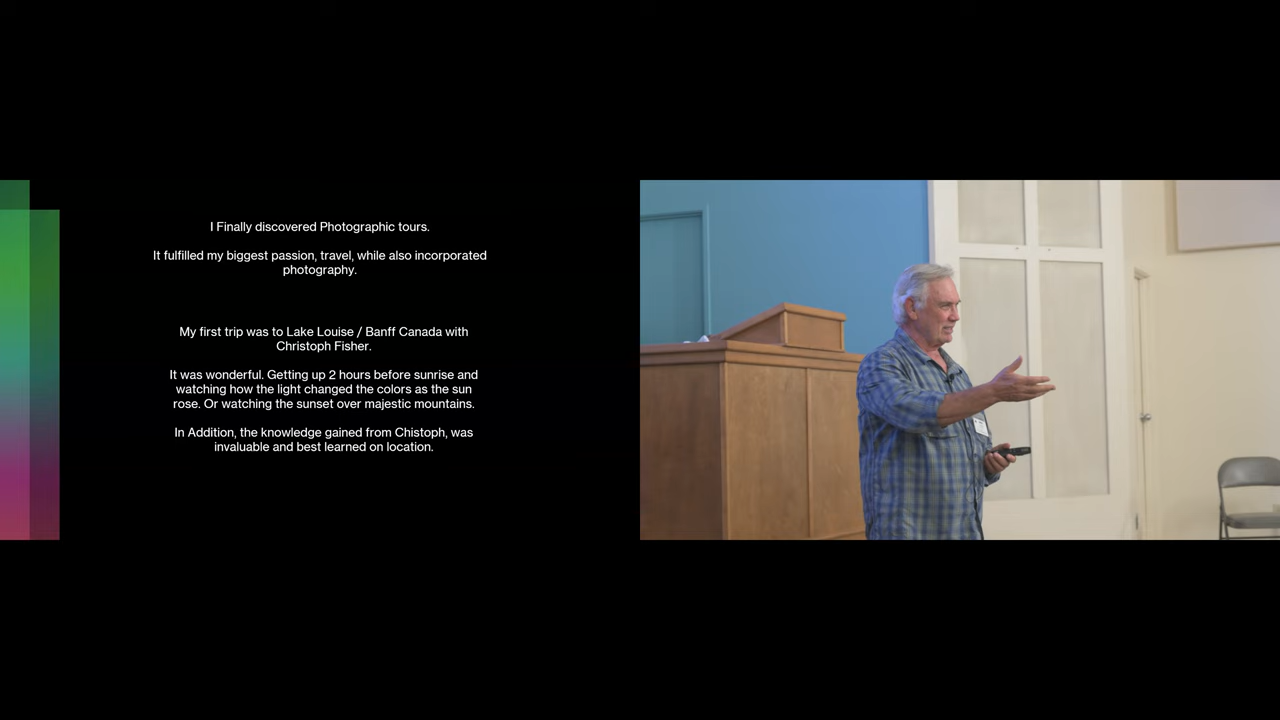 I Finally discovered Photographic tours.
It fulfilled my biggest passion, travel, while also incorporated
photography.
My first trip was to Lake Louise / Banff Canada with
Christoph Fisher.
It was wonderful. Getting up 2 hours before sunrise and
watching how the light changed the colors as the sun
rose. Or watching the sunset over majestic mountains.
In Addition, the knowledge gained from Chistoph, was
invaluable and best learned on location.